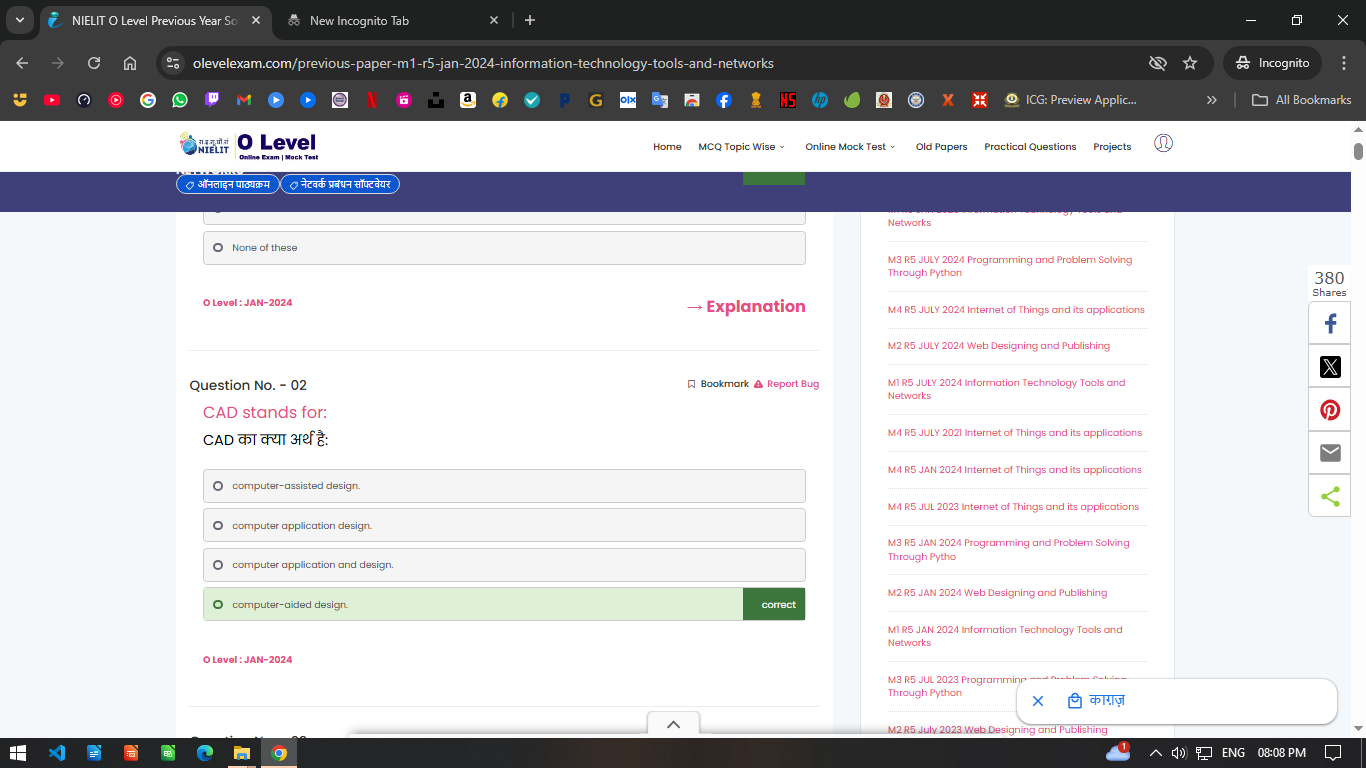 NIELIT O Level Previous Year So
New Incognito Tab
olevelexam.com/previous-paper-m1-r5-jan-2024-information-technology-tools-and-networks
Incognito
ICG: Preview Applic...
All Bookmarks
रा.इ.सू.प्रौ.सं
NIELIT
O Level
Online Exam | Mock Test
Home
MCQ Topic Wise
Online Mock Test
Old Papers
Practical Questions
Projects
ऑनलाइन पाठ्यक्रम
नेटवर्क प्रबंधन सॉफ्टवेयर
None of these
O Level : JAN-2024
→ Explanation
Question No. - 02
Bookmark
Report Bug
CAD stands for:
CAD का क्या अर्थ है:
computer-assisted design.
computer application design.
computer application and design.
computer-aided design.
correct
O Level : JAN-2024
Networks
M3 R5 JULY 2024 Programming and Problem Solving
Through Python
M4 R5 JULY 2024 Internet of Things and its applications
M2 R5 JULY 2024 Web Designing and Publishing
M1 R5 JULY 2024 Information Technology Tools and
Networks
M4 R5 JULY 2021 Internet of Things and its applications
M4 R5 JAN 2024 Internet of Things and its applications
M4 R5 JUL 2023 Internet of Things and its applications
M3 R5 JAN 2024 Programming and Problem Solving
Through Pytho
M2 R5 JAN 2024 Web Designing and Publishing
M1 R5 JAN 2024 Information Technology Tools and
Networks
M3 R5 JUL 2023 Programming and Problem Solving
Through Python
M2 R5 July 2023 Web Designing and Publishing
380
Shares
काग़ज़
1
ENG
08:08 PM